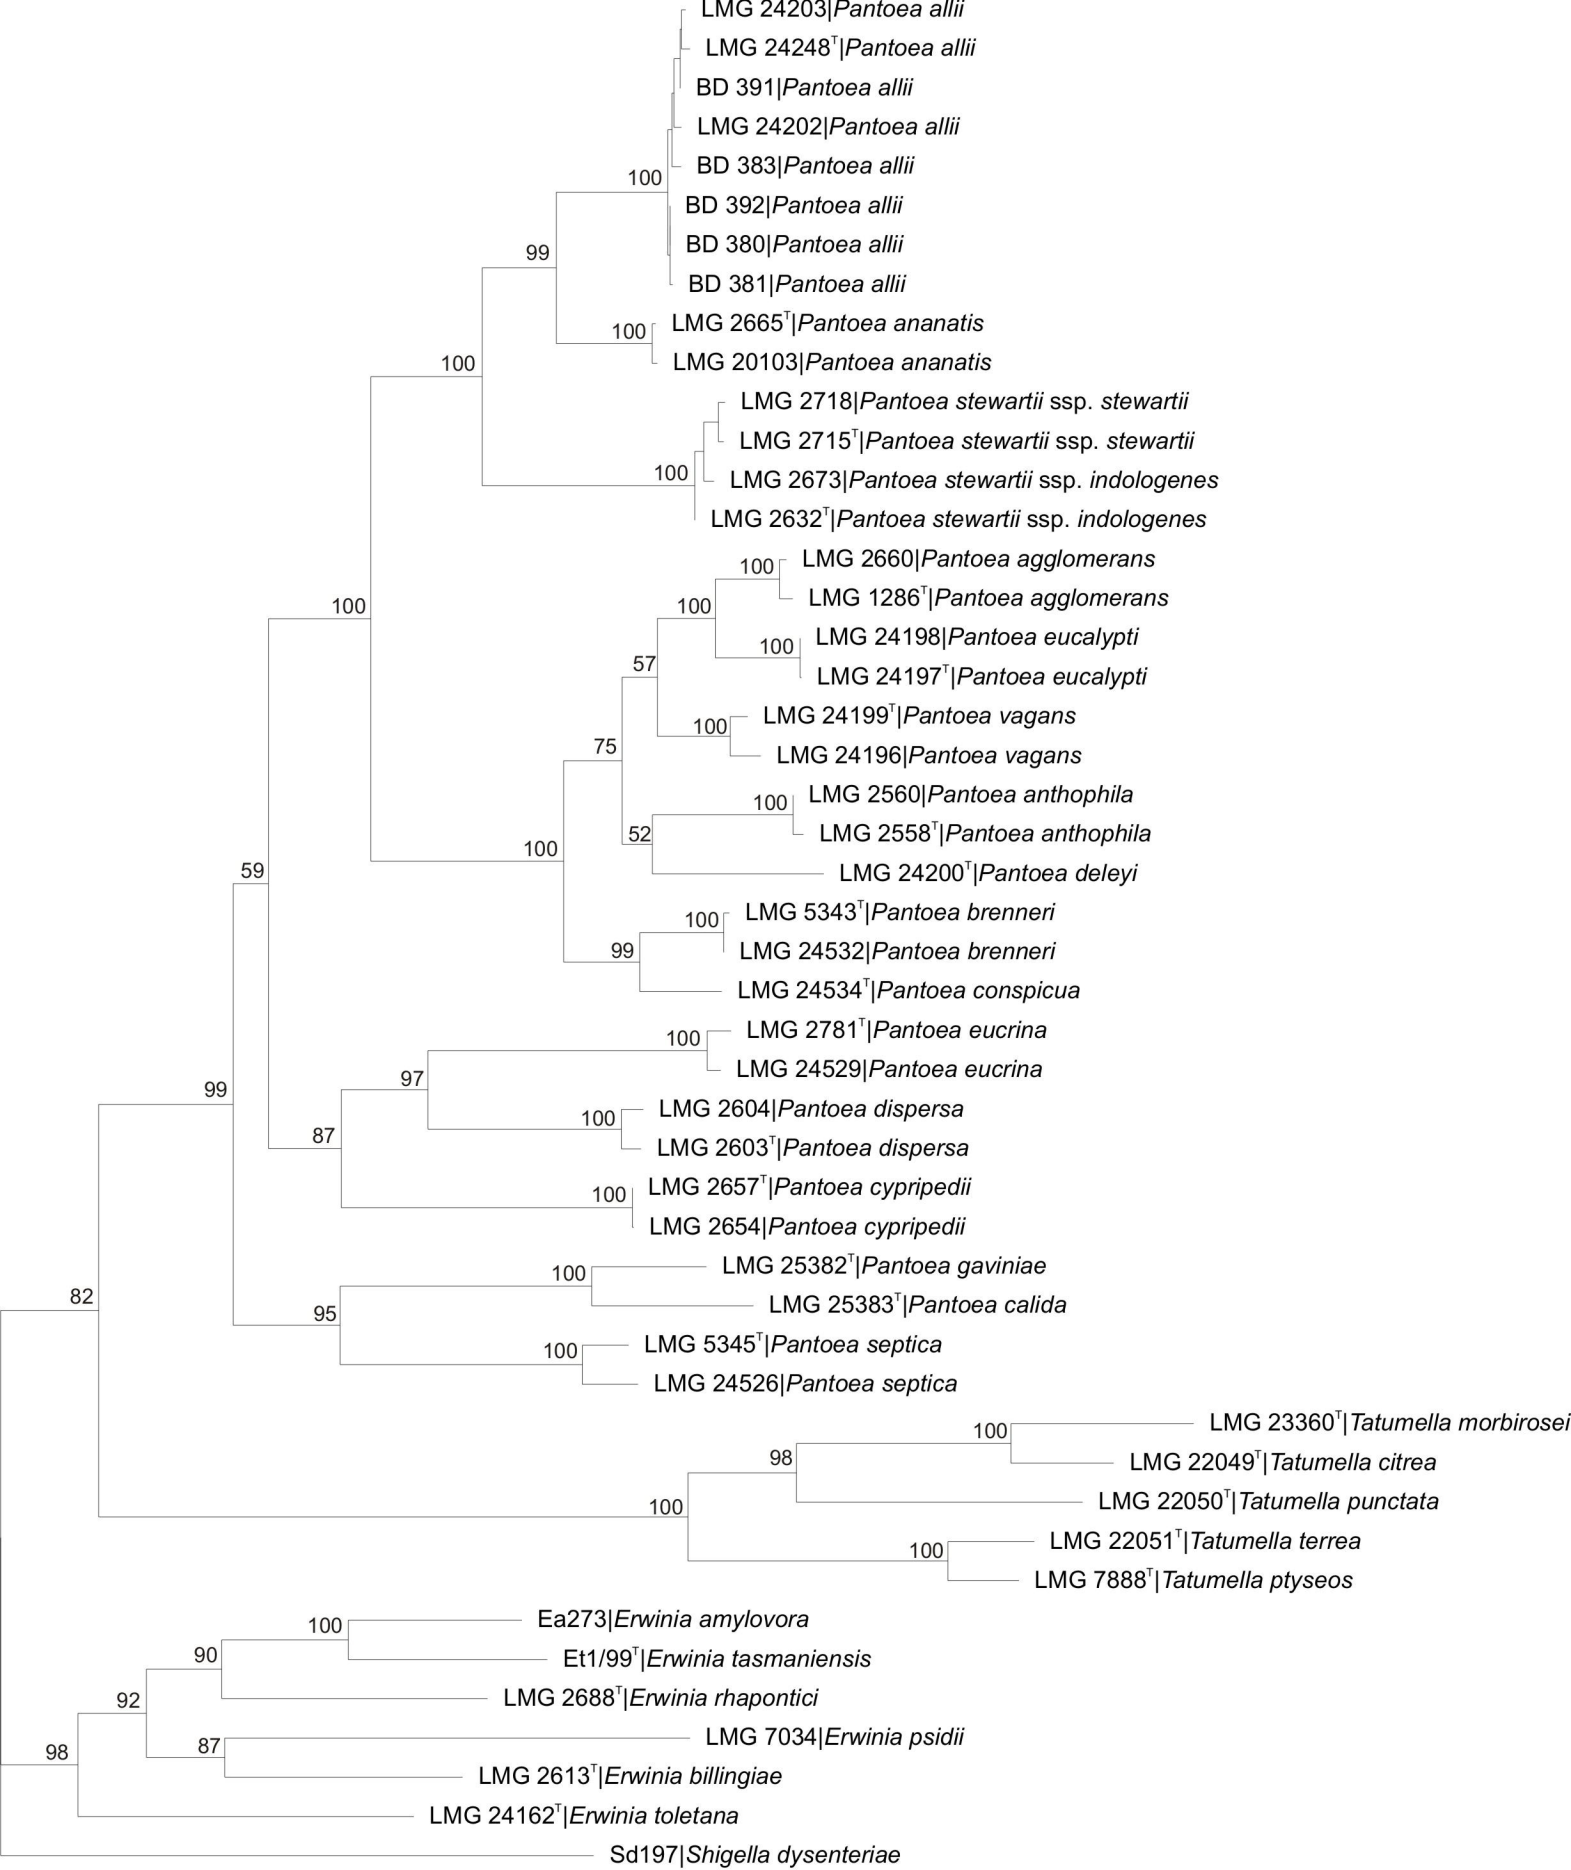 LMG 24203|Pantoea allii
LMG 24248ᵀ|Pantoea allii
BD 391|Pantoea allii
LMG 24202|Pantoea allii
BD 383|Pantoea allii
100
BD 392|Pantoea allii
BD 380|Pantoea allii
99
BD 381|Pantoea allii
LMG 2665ᵀ|Pantoea ananatis
100
LMG 20103|Pantoea ananatis
100
LMG 2718|Pantoea stewartii ssp. stewartii
LMG 2715ᵀ|Pantoea stewartii ssp. stewartii
100
LMG 2673|Pantoea stewartii ssp. indologenes
LMG 2632ᵀ|Pantoea stewartii ssp. indologenes
LMG 2660|Pantoea agglomerans
100
LMG 1286ᵀ|Pantoea agglomerans
100
100
LMG 24198|Pantoea eucalypti
100
57
LMG 24197ᵀ|Pantoea eucalypti
LMG 24199ᵀ|Pantoea vagans
100
75
LMG 24196|Pantoea vagans
LMG 2560|Pantoea anthophila
100
LMG 2558ᵀ|Pantoea anthophila
52
100
LMG 24200ᵀ|Pantoea deleyi
59
LMG 5343ᵀ|Pantoea brenneri
100
LMG 24532|Pantoea brenneri
99
LMG 24534ᵀ|Pantoea conspicua
LMG 2781ᵀ|Pantoea eucrina
100
LMG 24529|Pantoea eucrina
97
99
LMG 2604|Pantoea dispersa
100
87
LMG 2603ᵀ|Pantoea dispersa
LMG 2657ᵀ|Pantoea cypripedii
100
LMG 2654|Pantoea cypripedii
LMG 25382ᵀ|Pantoea gaviniae
100
82
LMG 25383ᵀ|Pantoea calida
95
LMG 5345ᵀ|Pantoea septica
100
LMG 24526|Pantoea septica
LMG 23360ᵀ|Tatumella morbirosei
100
98
LMG 22049ᵀ|Tatumella citrea
LMG 22050ᵀ|Tatumella punctata
100
LMG 22051ᵀ|Tatumella terrea
100
LMG 7888ᵀ|Tatumella ptyseos
Ea273|Erwinia amylovora
100
90
Et1/99ᵀ|Erwinia tasmaniensis
LMG 2688ᵀ|Erwinia rhapontici
92
LMG 7034|Erwinia psidii
87
98
LMG 2613ᵀ|Erwinia billingiae
LMG 24162ᵀ|Erwinia toletana
Sd197|Shigella dysenteriae